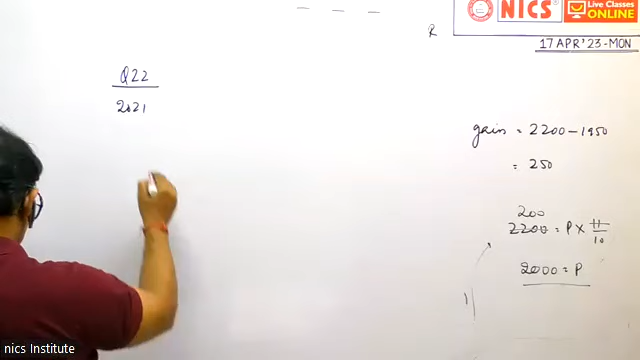 NICS
Live Classes
ONLINE
R
17 APR'23-MON
Q22
2021
gain = 2200 - 1950
= 250
200
2200 = P × 11/10
2000 = P
nics Institute